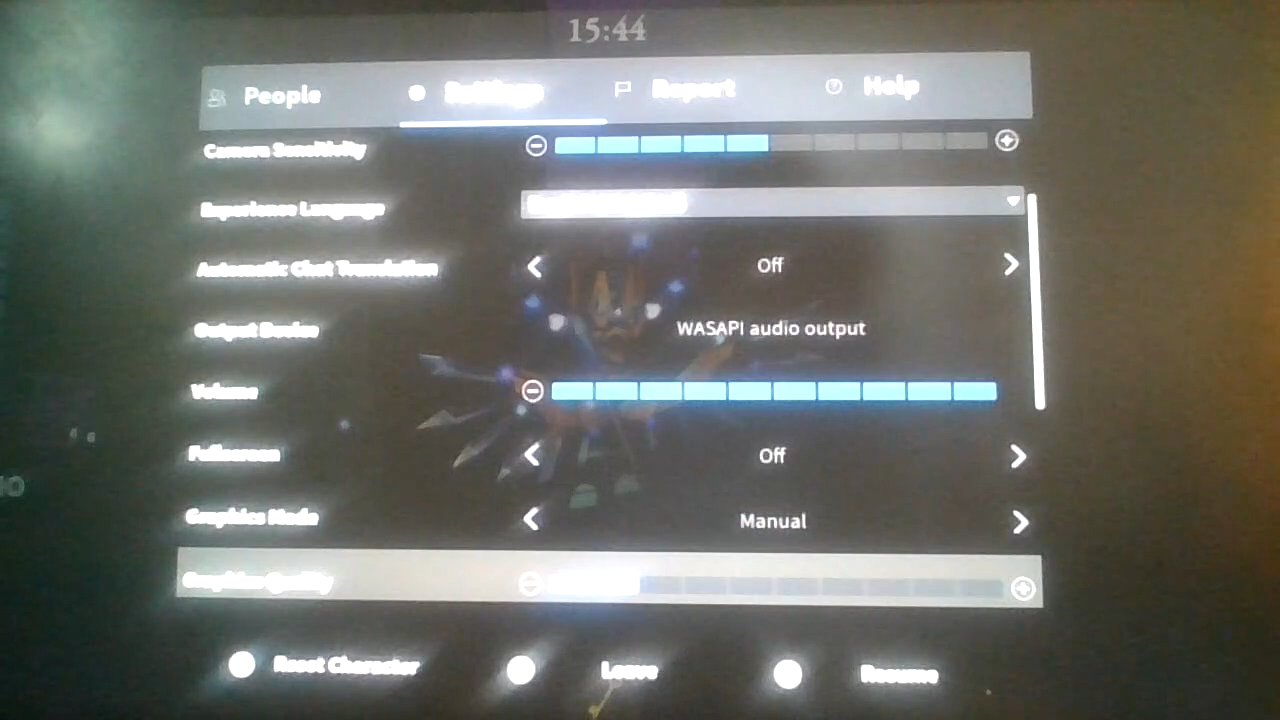 15:44
People Settings Report Help
Camera Sensitivity
Experience Language
Automatic Chat Translation Off
Output Device WASAPI audio output
Volume
Fullscreen Off
Graphics Mode Manual
Graphics Quality
Reset Character Leave Resume